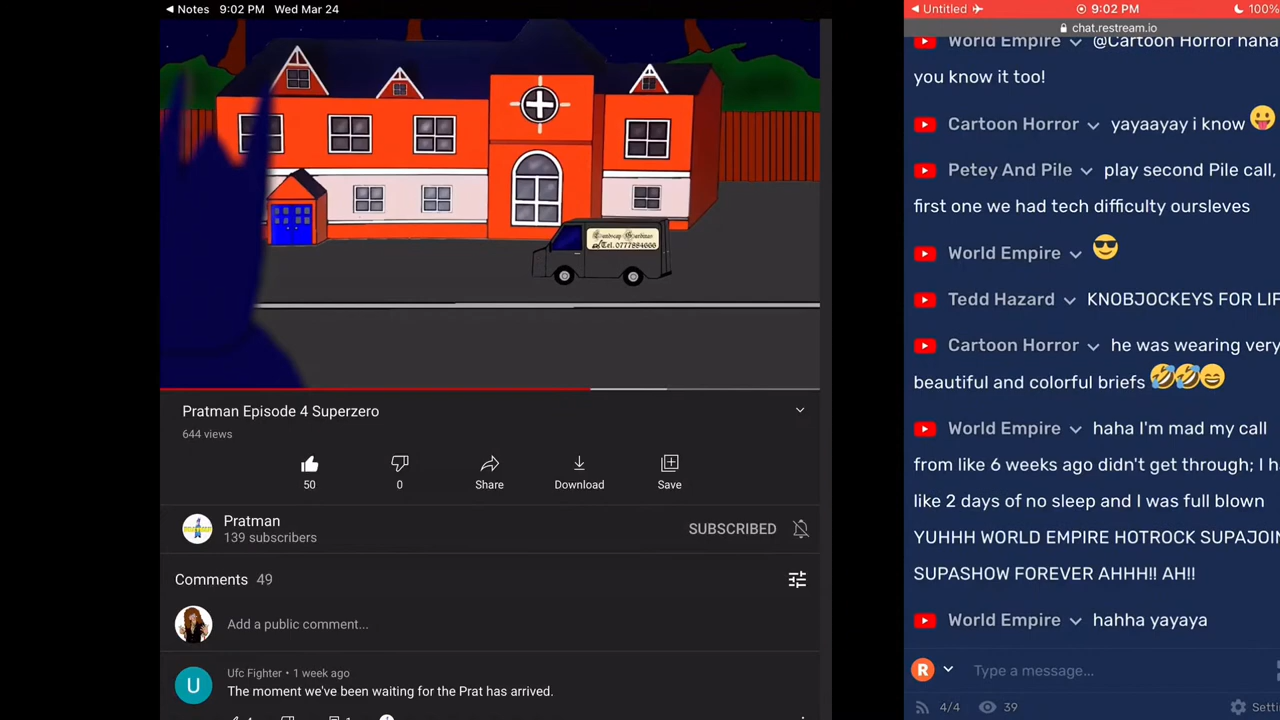 Notes 9:02 PM Wed Mar 24
Tel. 0777884666
Pratman Episode 4 Superzero
644 views
50
0
Share
Download
Save
Pratman
139 subscribers
SUBSCRIBED
Comments 49
Add a public comment...
U
Ufc Fighter • 1 week ago
The moment we've been waiting for the Prat has arrived.
Untitled 9:02 PM 100%
chat.restream.io
World Empire @Cartoon Horror haha
you know it too!
Cartoon Horror yayaayay i know 😛
Petey And Pile play second Pile call,
first one we had tech difficulty oursleves
World Empire 😎
Tedd Hazard KNOBJOCKEYS FOR LIF
Cartoon Horror he was wearing very
beautiful and colorful briefs 🤣🤣😄
World Empire haha I'm mad my call
from like 6 weeks ago didn't get through; I h
like 2 days of no sleep and I was full blown
YUHHH WORLD EMPIRE HOTROCK SUPAJOIN
SUPASHOW FOREVER AHHH!! AH!!
World Empire hahha yayaya
R
Type a message...
4/4 39 Setti